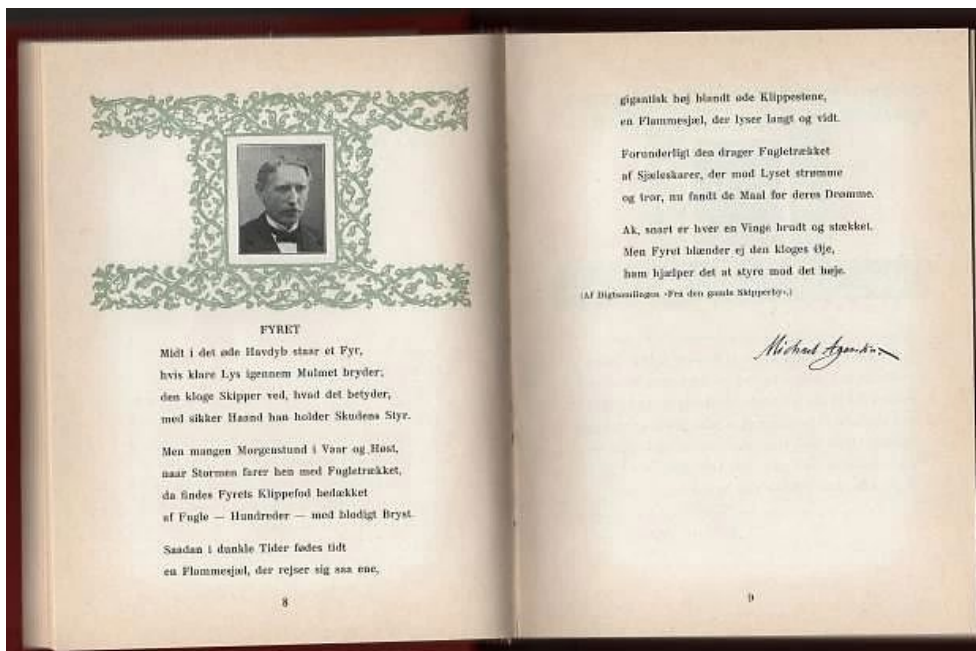 FYRET
Midt i det øde Havdyb staar et Fyr,
hvis klare Lys igennem Mulmet bryder;
den kloge Skipper ved, hvad det betyder,
med sikker Haand han holder Skudens Styr.
Men mangen Morgenstund i Vaar og Høst,
naar Stormen farer hen med Fugletrækket,
da findes Fyrets Klippefod bedækket
af Fugle — Hundreder — med blodigt Bryst.
Saadan i dunkle Tider fødes tidt
en Flammesjæl, der rejser sig saa ene,
8
gigantisk høj blandt øde Klippestene,
en Flammesjæl, der lyser langt og vidt.
Forunderligt den drager Fugletrækket
af Sjæleskarer, der mod Lyset strømme
og tror, nu fandt de Maal for deres Drømme.
Ak, snart er hver en Vinge brudt og stækket.
Men Fyret blænder ej den kloges Øje,
ham hjælper det at styre mod det høje.
(Af Digtsamlingen »Fra den gamle Skipperby«.)
Michael
9